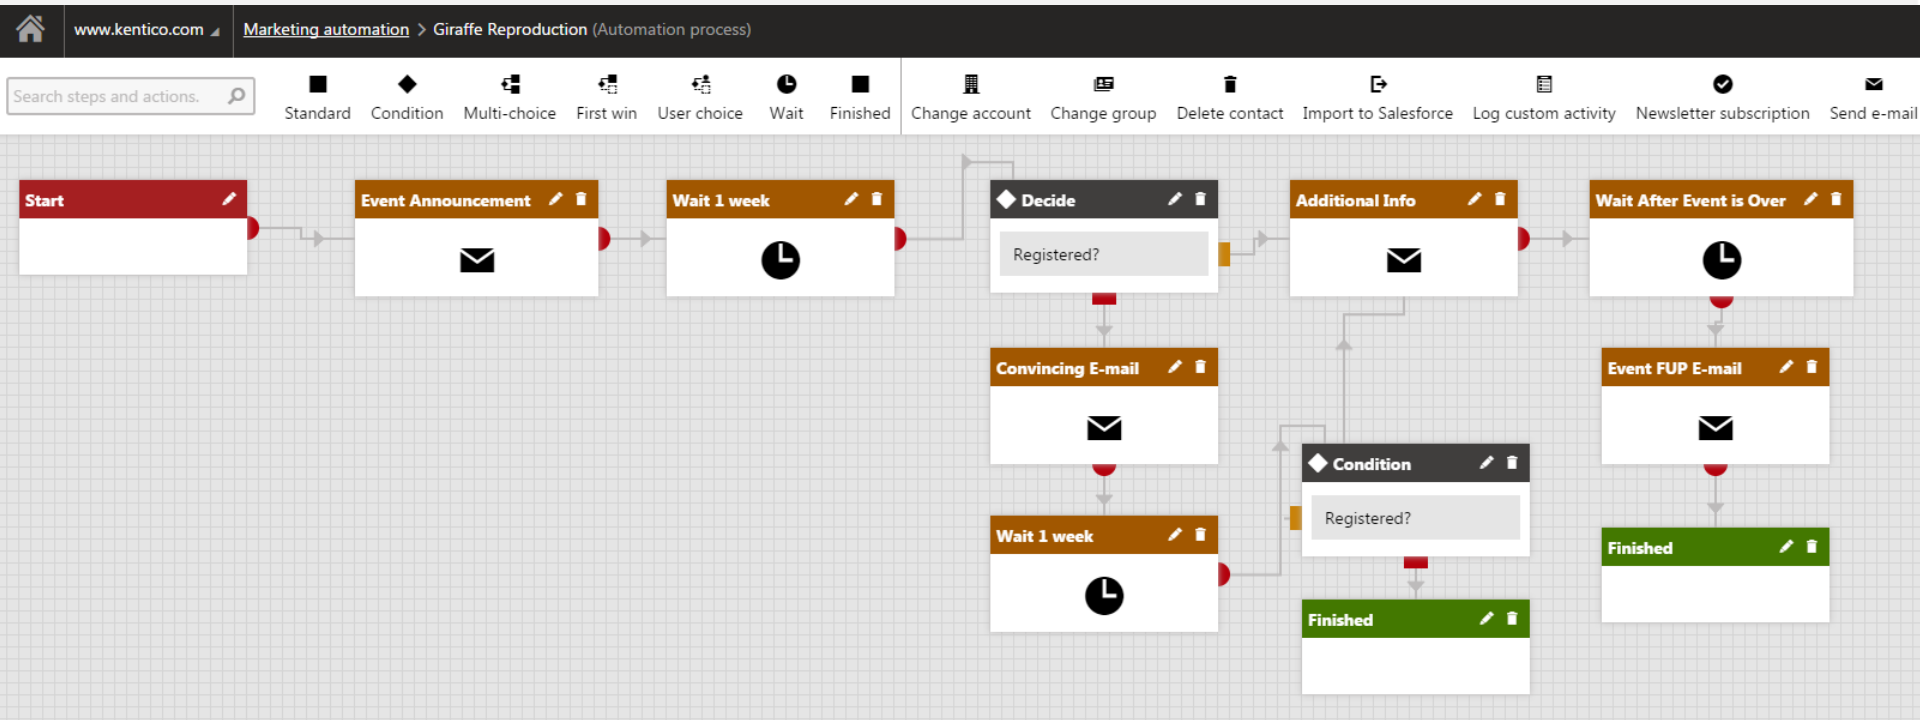 www.kentico.com
Marketing automation > Giraffe Reproduction (Automation process)
Search steps and actions.
Standard
Condition
Multi-choice
First win
User choice
Wait
Finished
Change account
Change group
Delete contact
Import to Salesforce
Log custom activity
Newsletter subscription
Send e-mail
Start
Event Announcement
Wait 1 week
Decide
Registered?
Additional Info
Wait After Event is Over
Convincing E-mail
Event FUP E-mail
Condition
Registered?
Wait 1 week
Finished
Finished